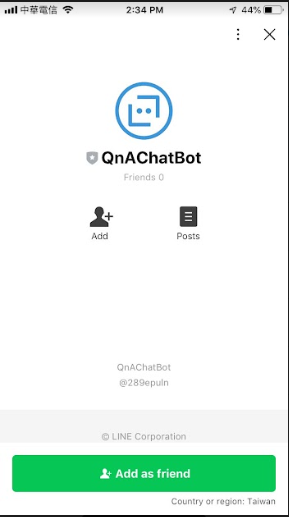 中華電信 2:34 PM 44%
QnAChatBot
Friends 0
Add Posts
QnAChatBot
@289epuln
© LINE Corporation
Add as friend
Country or region: Taiwan